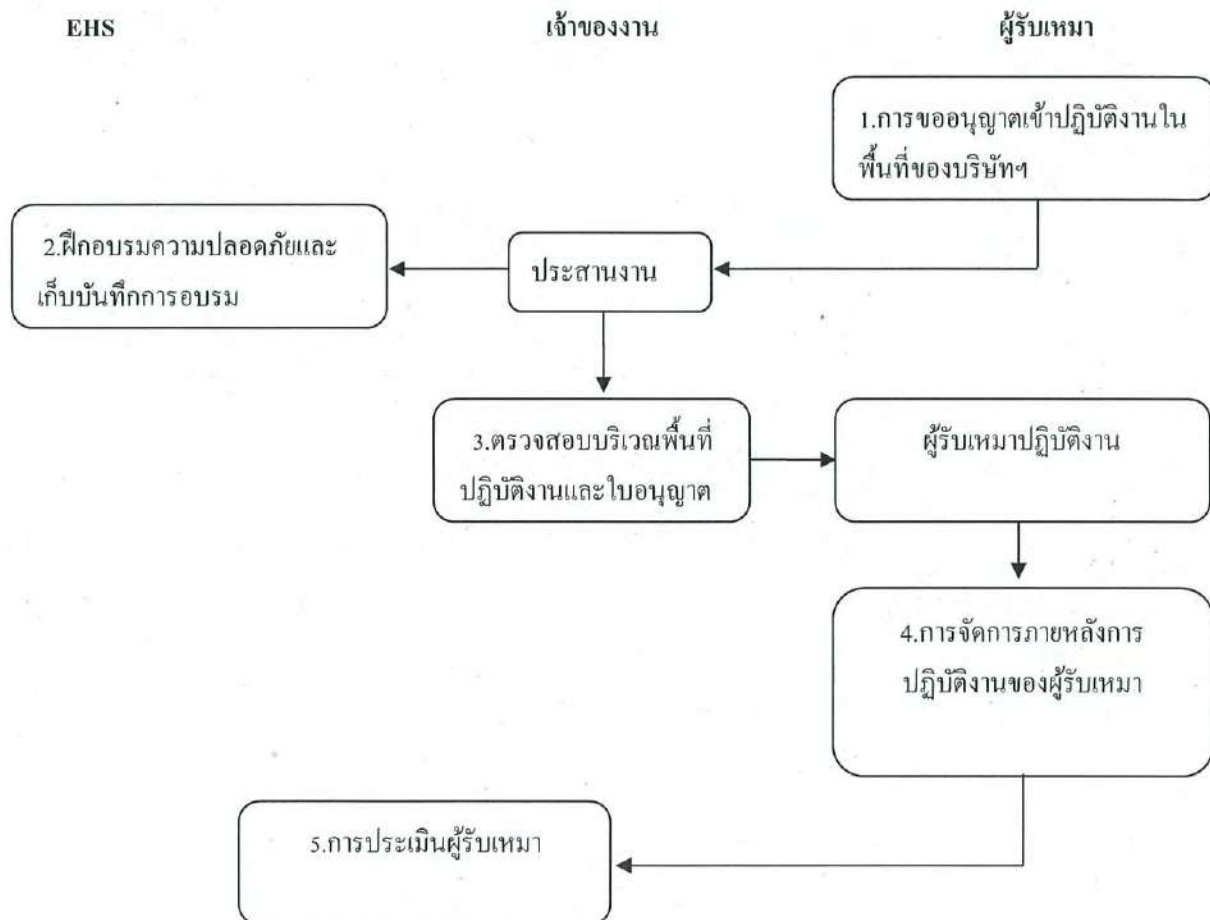 EHS
เจ้าของงาน
ผู้รับเหมา
1.การขออนุญาตเข้าปฏิบัติงานใน
พื้นที่ของบริษัทฯ
2.ฝึกอบรมความปลอดภัยและ
เก็บบันทึกการอบรม
ประสานงาน
3.ตรวจสอบบริเวณพื้นที่
ปฏิบัติงานและใบอนุญาต
ผู้รับเหมาปฏิบัติงาน
4.การจัดการภายหลังการ
ปฏิบัติงานของผู้รับเหมา
5.การประเมินผู้รับเหมา